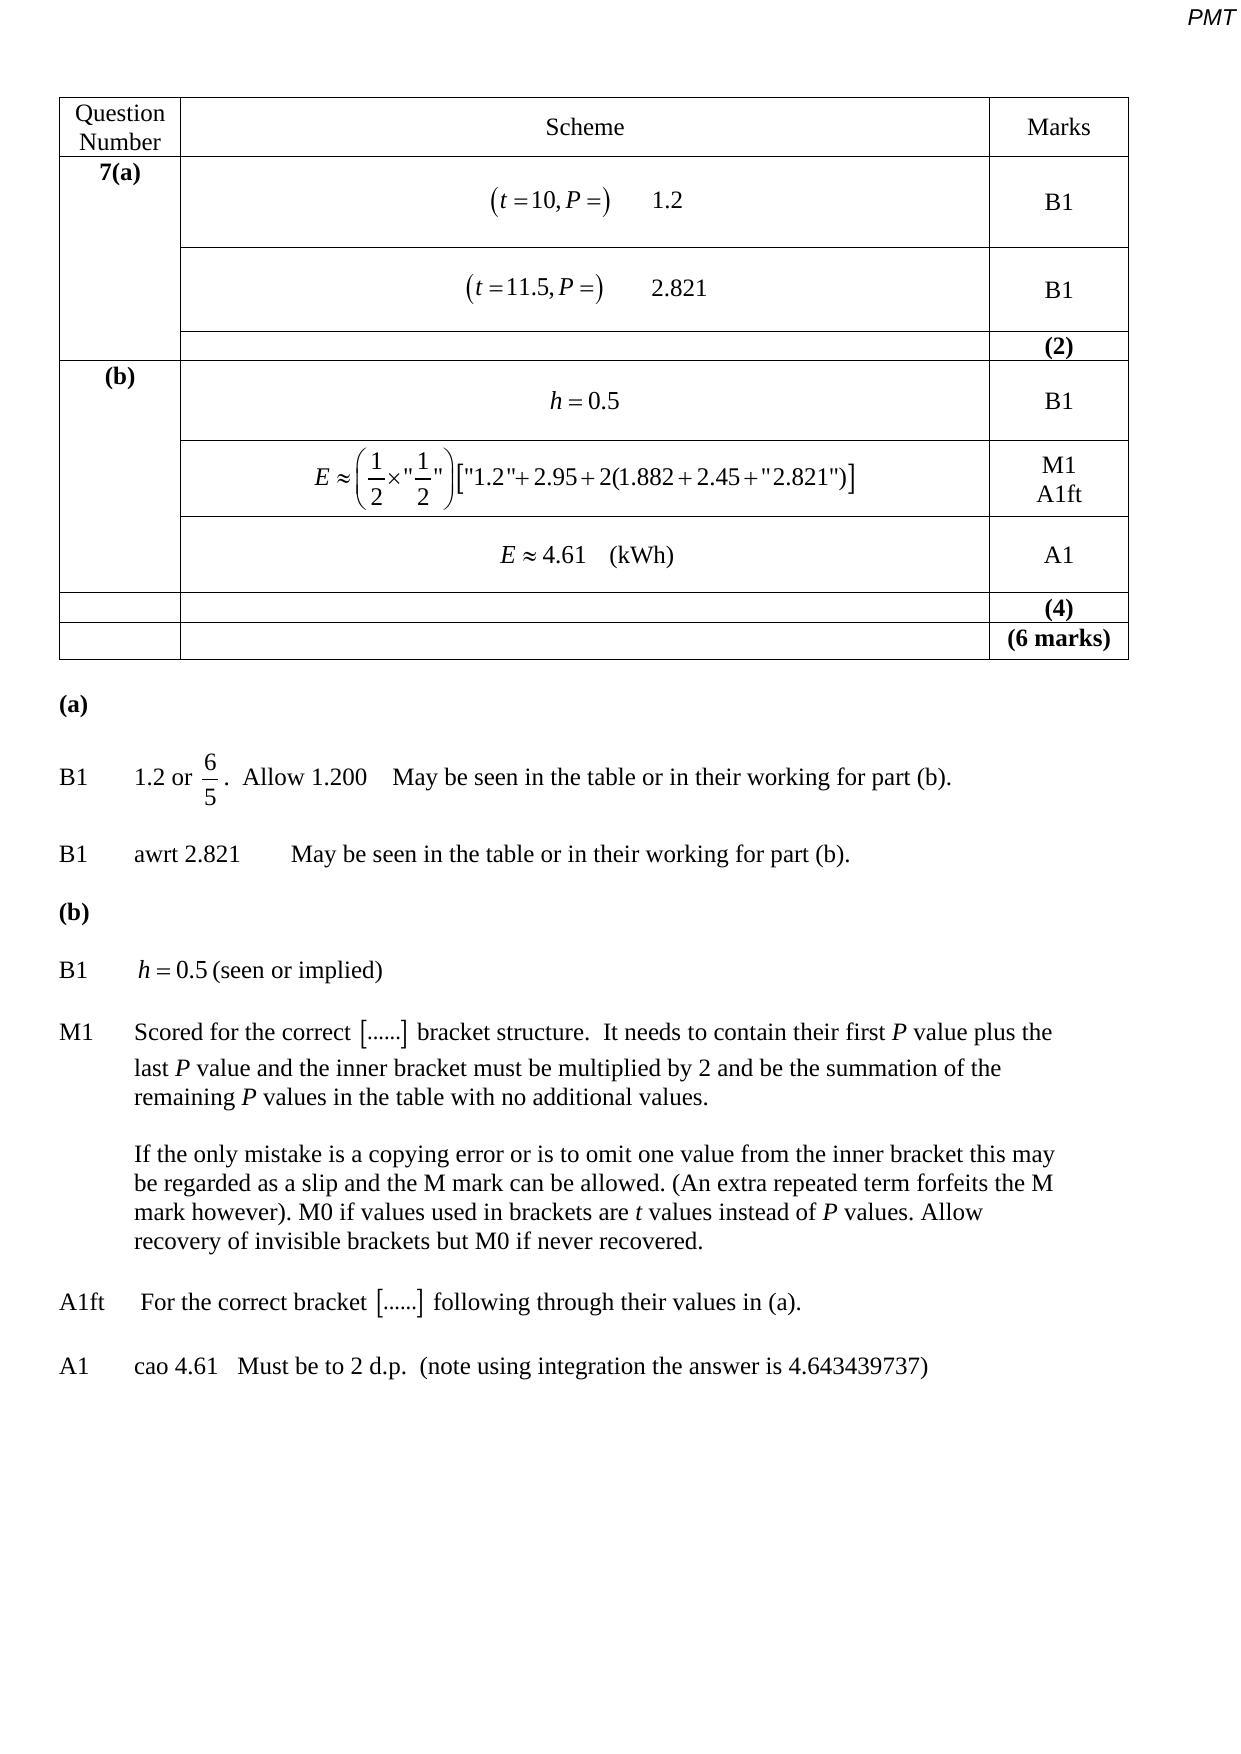 PMT
Question Number Scheme Marks
7(a) (t = 10, P =) 1.2 B1
(t = 11.5, P =) 2.821 B1
(2)
(b) h = 0.5 B1
E ≈ (1/2 × "1/2") ["1.2" + 2.95 + 2(1.882 + 2.45 + "2.821")] M1 A1ft
E ≈ 4.61 (kWh) A1
(4)
(6 marks)
(a)
B1 1.2 or 6/5. Allow 1.200 May be seen in the table or in their working for part (b).
B1 awrt 2.821 May be seen in the table or in their working for part (b).
(b)
B1 h = 0.5 (seen or implied)
M1 Scored for the correct [......] bracket structure. It needs to contain their first P value plus the
last P value and the inner bracket must be multiplied by 2 and be the summation of the
remaining P values in the table with no additional values.
If the only mistake is a copying error or is to omit one value from the inner bracket this may
be regarded as a slip and the M mark can be allowed. (An extra repeated term forfeits the M
mark however). M0 if values used in brackets are t values instead of P values. Allow
recovery of invisible brackets but M0 if never recovered.
A1ft For the correct bracket [......] following through their values in (a).
A1 cao 4.61 Must be to 2 d.p. (note using integration the answer is 4.643439737)